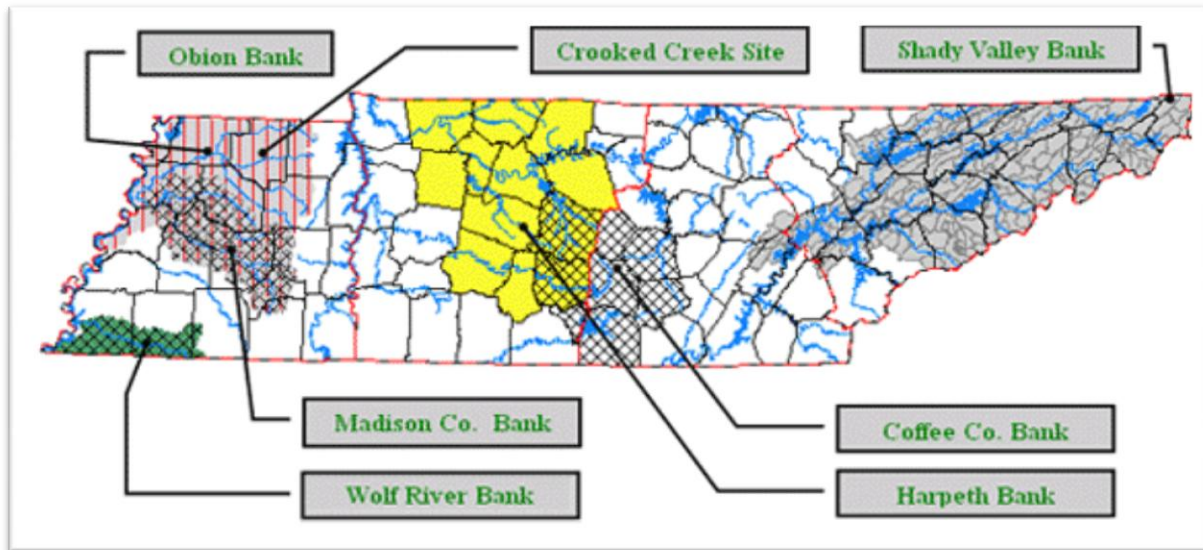 Obion Bank
Crooked Creek Site
Shady Valley Bank
Madison Co. Bank
Coffee Co. Bank
Wolf River Bank
Harpeth Bank